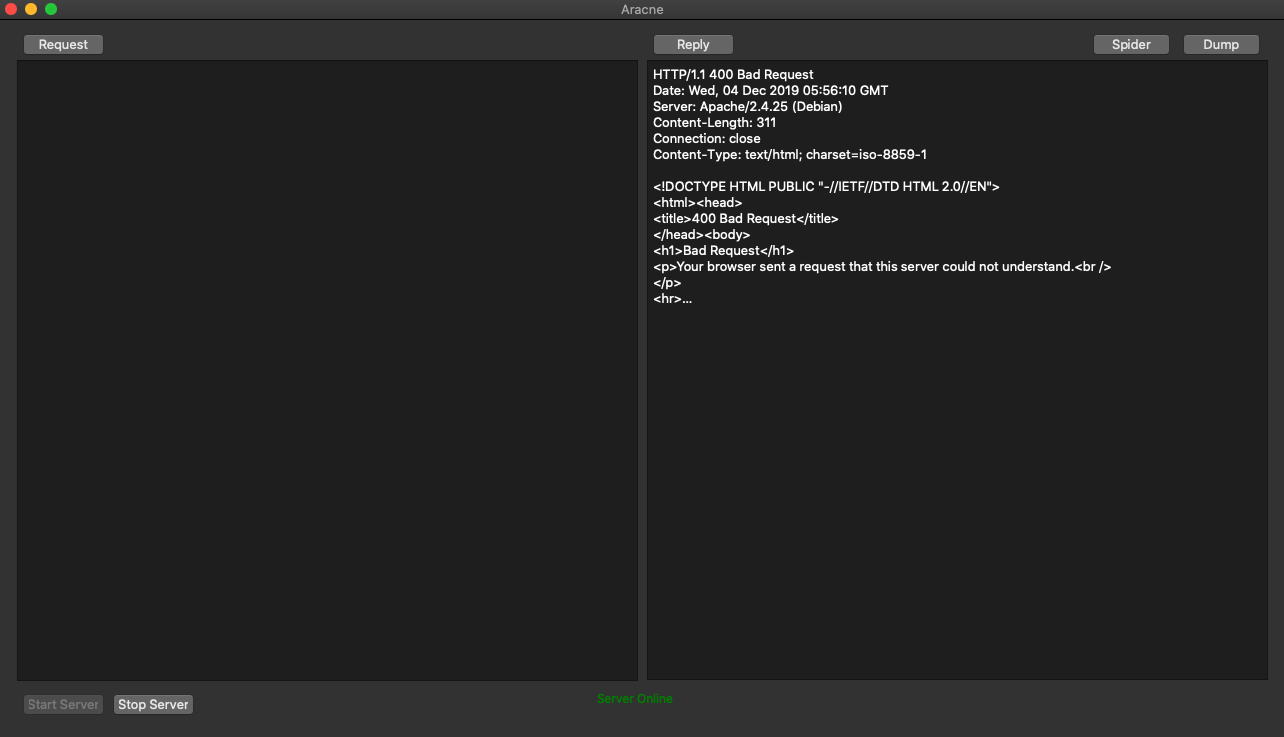 Aracne
Request
Reply
Spider
Dump
HTTP/1.1 400 Bad Request
Date: Wed, 04 Dec 2019 05:56:10 GMT
Server: Apache/2.4.25 (Debian)
Content-Length: 311
Connection: close
Content-Type: text/html; charset=iso-8859-1

<!DOCTYPE HTML PUBLIC "-//IETF//DTD HTML 2.0//EN">
<html><head>
<title>400 Bad Request</title>
</head><body>
<h1>Bad Request</h1>
<p>Your browser sent a request that this server could not understand.<br />
</p>
<hr>...
Start Server
Stop Server
Server Online